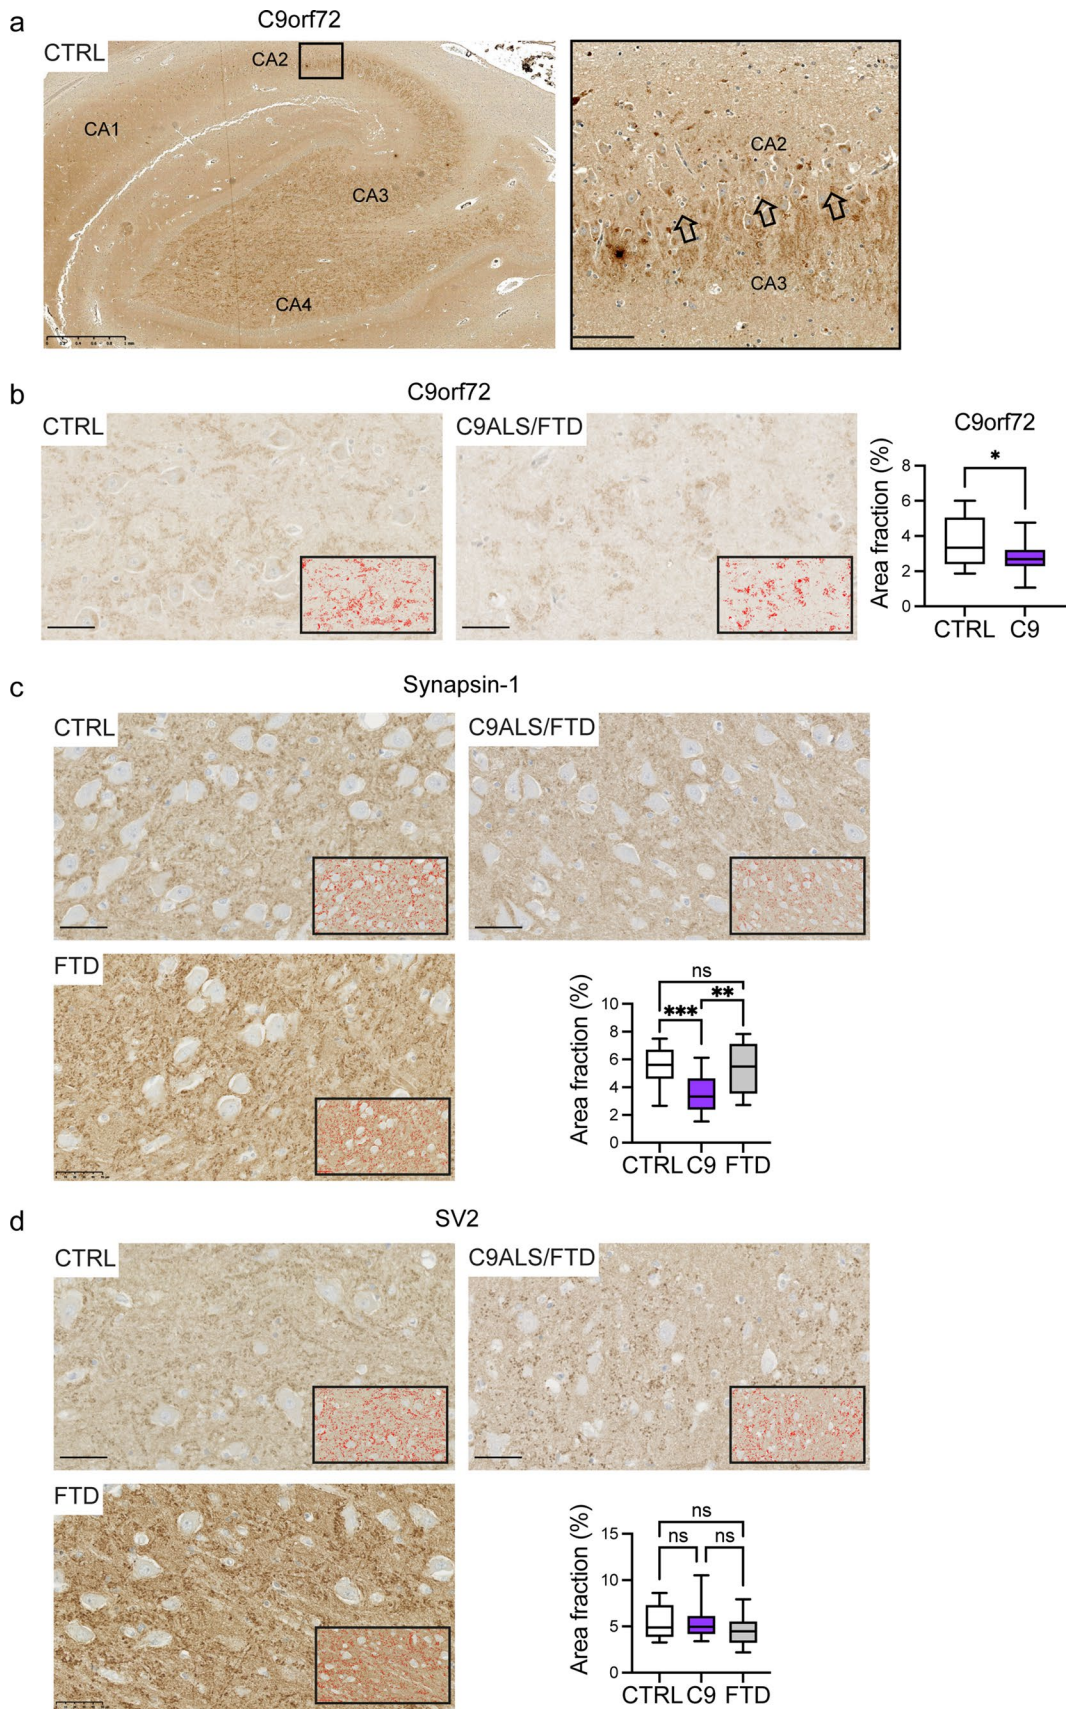 a
C9orf72
CTRL
CA2
CA1
CA3
CA4
CA2
CA3
b
C9orf72
CTRL
C9ALS/FTD
C9orf72
*
Area fraction (%)
8
6
4
2
0
CTRL C9
c
Synapsin-1
CTRL
C9ALS/FTD
FTD
ns
*** **
Area fraction (%)
10
8
6
4
2
0
CTRL C9 FTD
d
SV2
CTRL
C9ALS/FTD
FTD
ns
ns ns
Area fraction (%)
15
10
5
0
CTRL C9 FTD